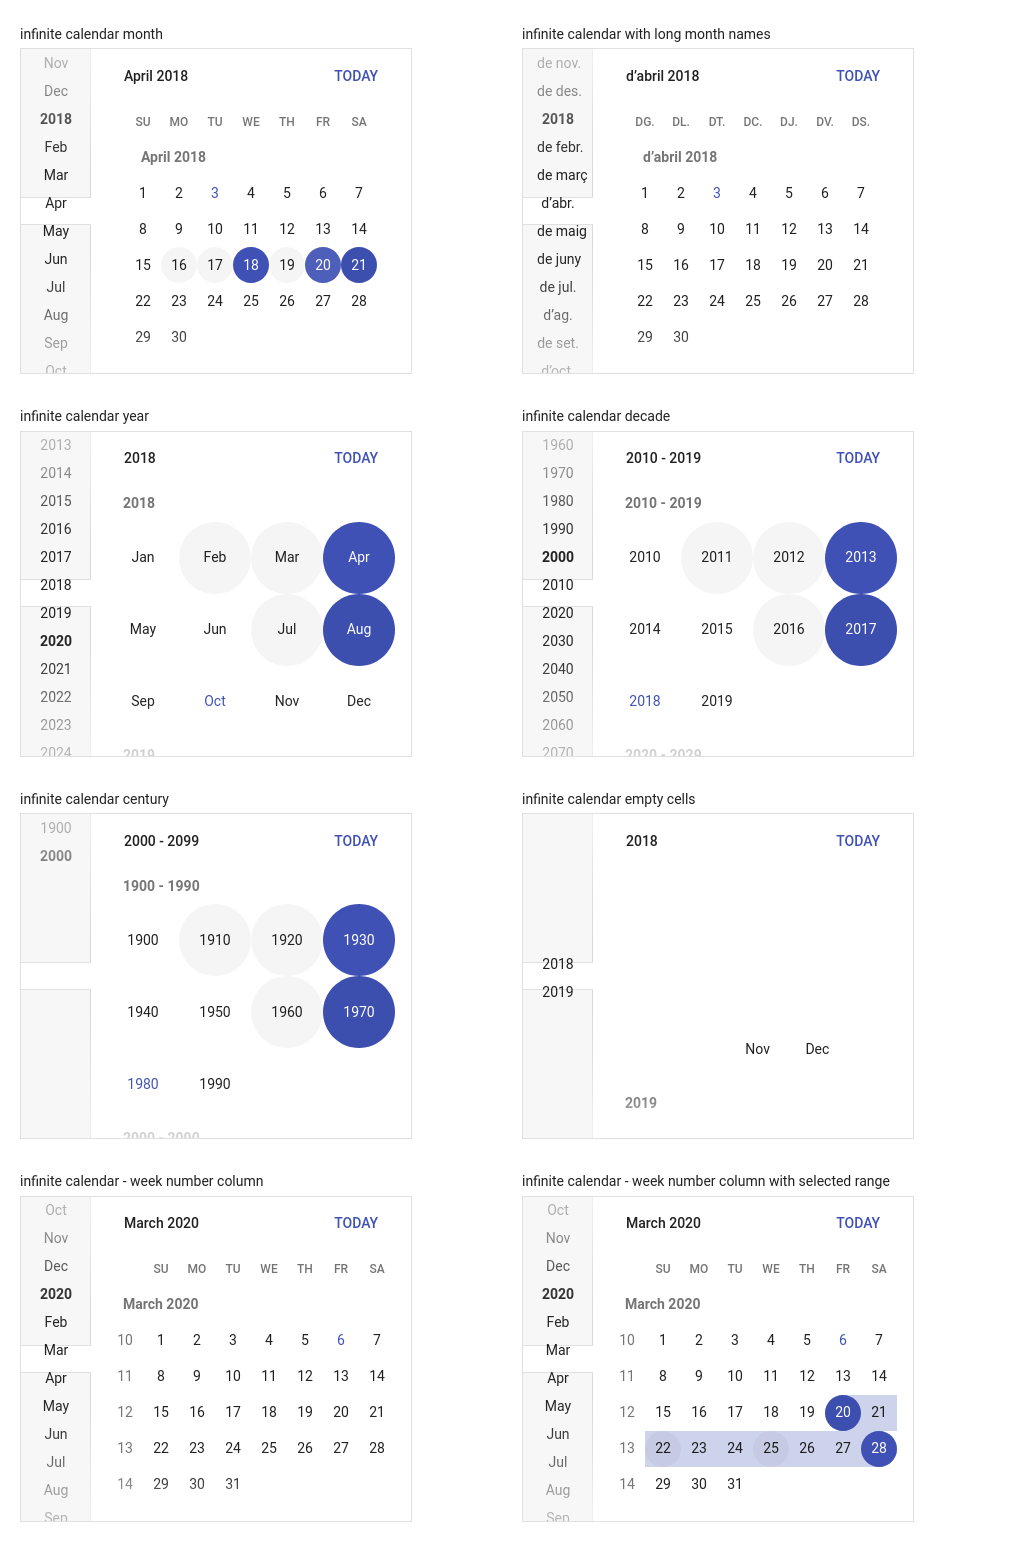 infinite calendar month
Nov
Dec
2018
Feb
Mar
Apr
May
Jun
Jul
Aug
Sep
Oct
April 2018 TODAY
SU MO TU WE TH FR SA
April 2018
1 2 3 4 5 6 7
8 9 10 11 12 13 14
15 16 17 18 19 20 21
22 23 24 25 26 27 28
29 30
infinite calendar with long month names
de nov.
de des.
2018
de febr.
de març
d’abr.
de maig
de juny
de jul.
d’ag.
de set.
d’oct.
d’abril 2018 TODAY
DG. DL. DT. DC. DJ. DV. DS.
d’abril 2018
1 2 3 4 5 6 7
8 9 10 11 12 13 14
15 16 17 18 19 20 21
22 23 24 25 26 27 28
29 30
infinite calendar year
2013
2014
2015
2016
2017
2018
2019
2020
2021
2022
2023
2024
2018 TODAY
2018
Jan Feb Mar Apr
May Jun Jul Aug
Sep Oct Nov Dec
2019
infinite calendar decade
1960
1970
1980
1990
2000
2010
2020
2030
2040
2050
2060
2070
2010 - 2019 TODAY
2010 - 2019
2010 2011 2012 2013
2014 2015 2016 2017
2018 2019
2020 - 2029
infinite calendar century
1900
2000
2000 - 2099 TODAY
1900 - 1990
1900 1910 1920 1930
1940 1950 1960 1970
1980 1990
2000 - 2090
infinite calendar empty cells
2018
2019
2018 TODAY
Nov Dec
2019
infinite calendar - week number column
Oct
Nov
Dec
2020
Feb
Mar
Apr
May
Jun
Jul
Aug
Sep
March 2020 TODAY
SU MO TU WE TH FR SA
March 2020
10 1 2 3 4 5 6 7
11 8 9 10 11 12 13 14
12 15 16 17 18 19 20 21
13 22 23 24 25 26 27 28
14 29 30 31
infinite calendar - week number column with selected range
Oct
Nov
Dec
2020
Feb
Mar
Apr
May
Jun
Jul
Aug
Sep
March 2020 TODAY
SU MO TU WE TH FR SA
March 2020
10 1 2 3 4 5 6 7
11 8 9 10 11 12 13 14
12 15 16 17 18 19 20 21
13 22 23 24 25 26 27 28
14 29 30 31